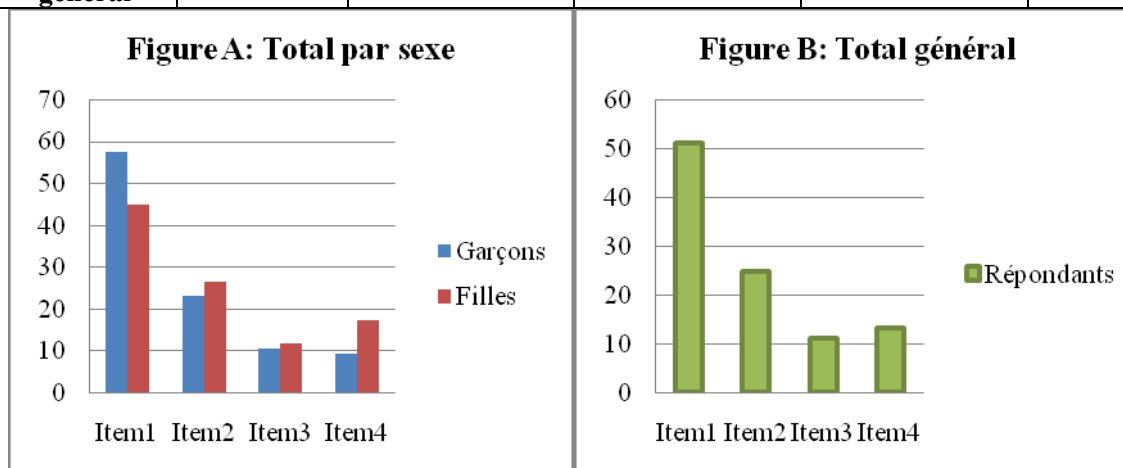 général
Figure A: Total par sexe
70
60
50
40
30
20
10
0
Item1 Item2 Item3 Item4
Garçons
Filles
Figure B: Total général
60
50
40
30
20
10
0
Item1 Item2 Item3 Item4
Répondants